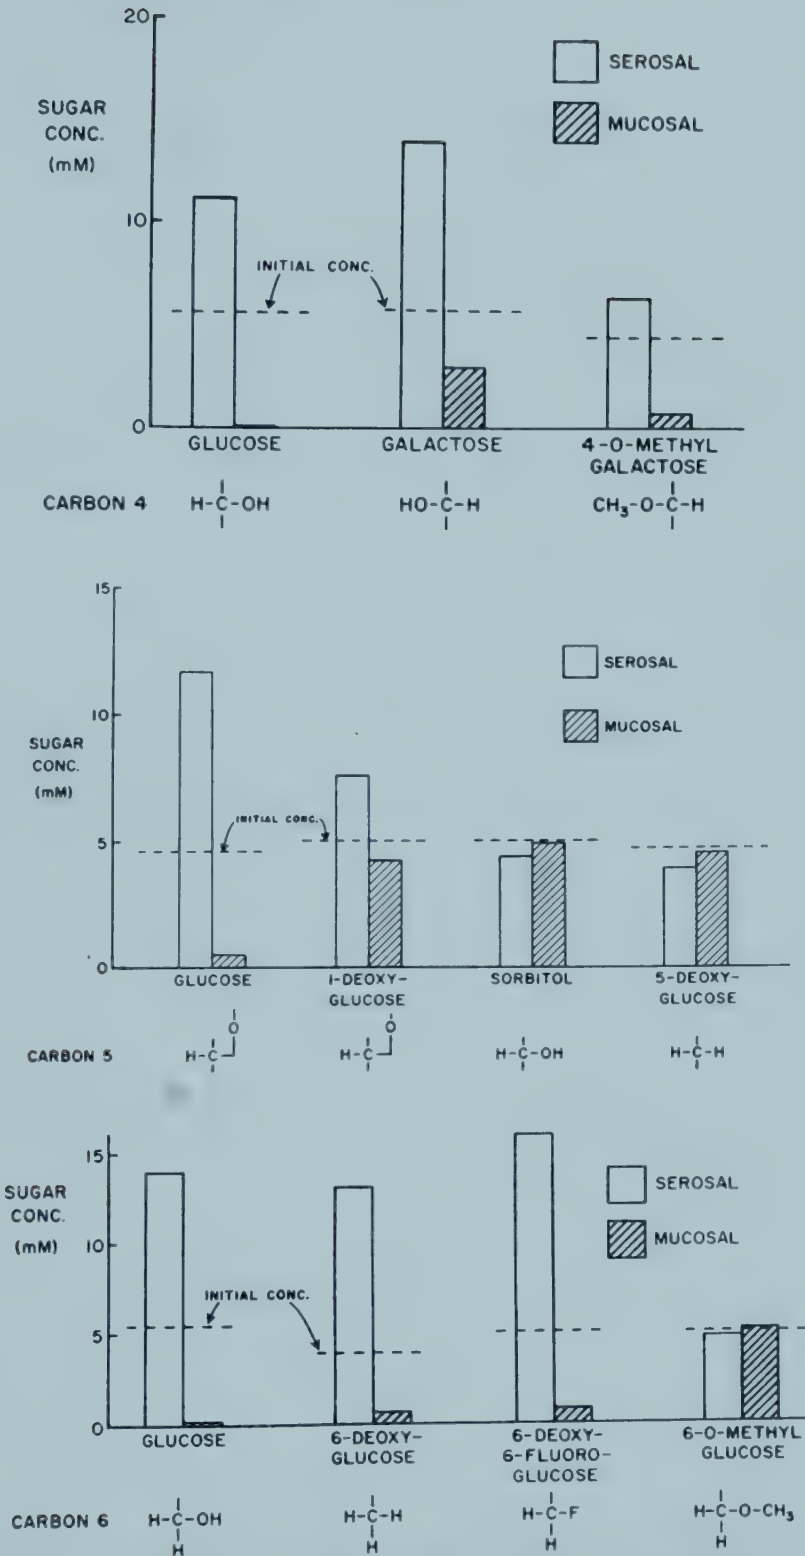 20
SEROSAL
SUGAR
CONC.
(mM)
MUCOSAL
10
INITIAL CONC.
0
GLUCOSE
GALACTOSE
4-O-METHYL
GALACTOSE
CARBON 4
H-C-OH
HO-C-H
CH₃-O-C-H
15
SEROSAL
10
MUCOSAL
SUGAR
CONC.
(mM)
INITIAL CONC.
5
0
GLUCOSE
1-DEOXY-
GLUCOSE
SORBITOL
5-DEOXY-
GLUCOSE
O
O
CARBON 5
H-C
H-C
H-C-OH
H-C-H
15
SEROSAL
SUGAR
CONC.
(mM)
MUCOSAL
10
INITIAL CONC.
5
0
GLUCOSE
6-DEOXY-
GLUCOSE
6-DEOXY-
6-FLUORO-
GLUCOSE
6-O-METHYL
GLUCOSE
CARBON 6
H-C-OH
H
H-C-H
H
H-C-F
H
H-C-O-CH₃
H